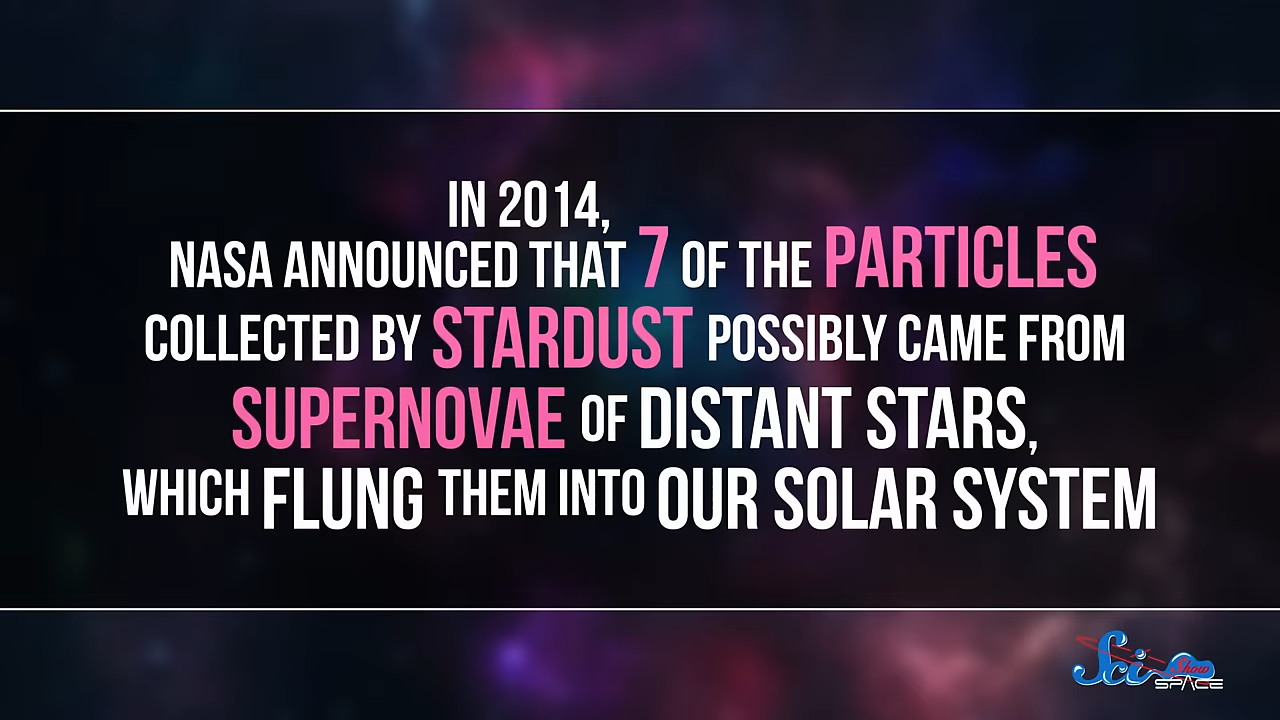 IN 2014,
NASA ANNOUNCED THAT 7 OF THE PARTICLES
COLLECTED BY STARDUST POSSIBLY CAME FROM
SUPERNOVAE OF DISTANT STARS,
WHICH FLUNG THEM INTO OUR SOLAR SYSTEM
Sci Show
SPACE